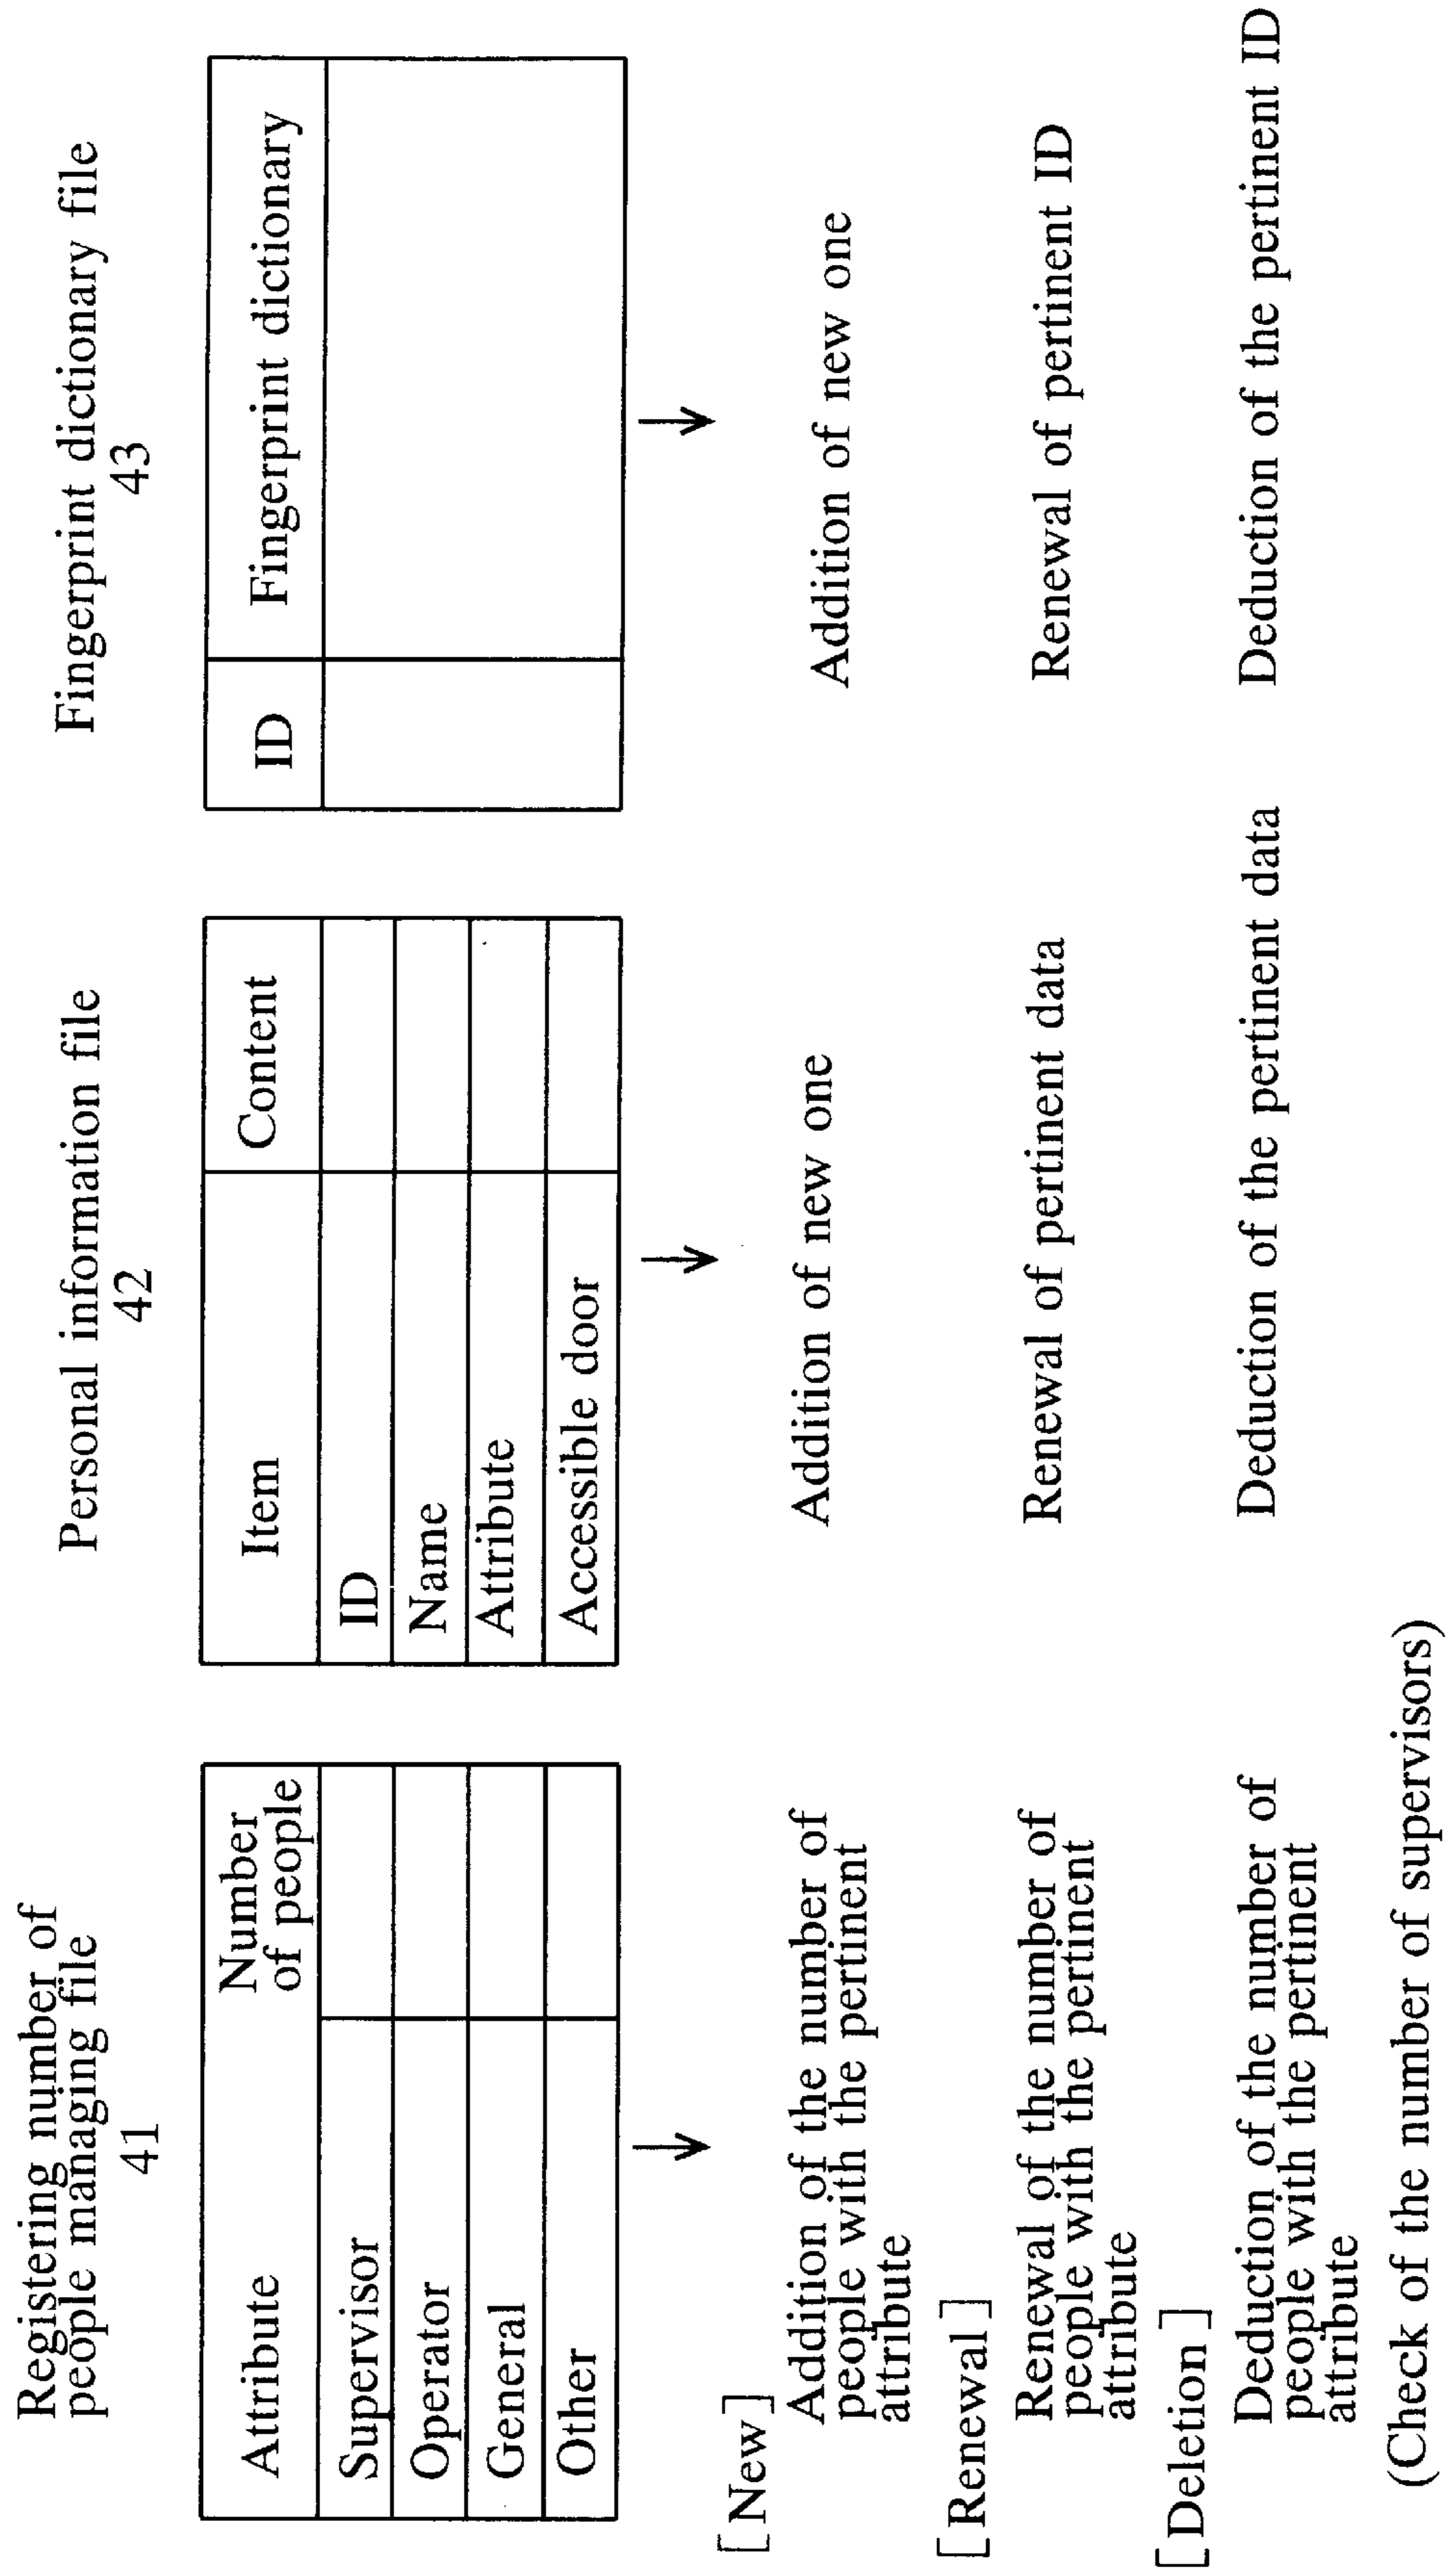 Registering number of
people managing file
41
Attribute
Number
of people
Supervisor
Operator
General
Other
Personal information file
42
Item
Content
ID
Name
Attribute
Accessible door
Fingerprint dictionary file
43
ID
Fingerprint dictionary
[New]
Addition of the number of
people with the pertinent
attribute
Addition of new one
Addition of new one
[Renewal]
Renewal of the number of
people with the pertinent
attribute
Renewal of pertinent data
Renewal of pertinent ID
[Deletion]
Deduction of the number of
people with the pertinent
attribute
Deduction of the pertinent data
Deduction of the pertinent ID
(Check of the number of supervisors)